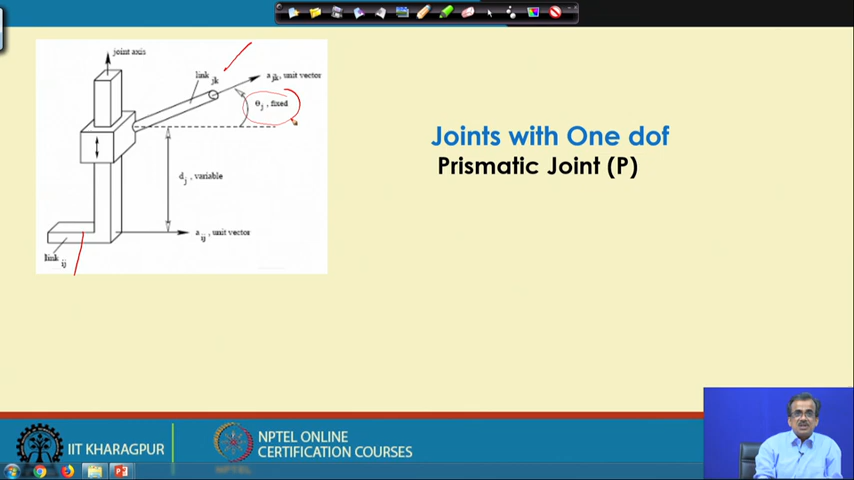 joint axis
link jk
a jk, unit vector
θj, fixed
dj, variable
a ij, unit vector
link ij
Joints with One dof
Prismatic Joint (P)
IIT KHARAGPUR
NPTEL ONLINE
CERTIFICATION COURSES
NPTEL